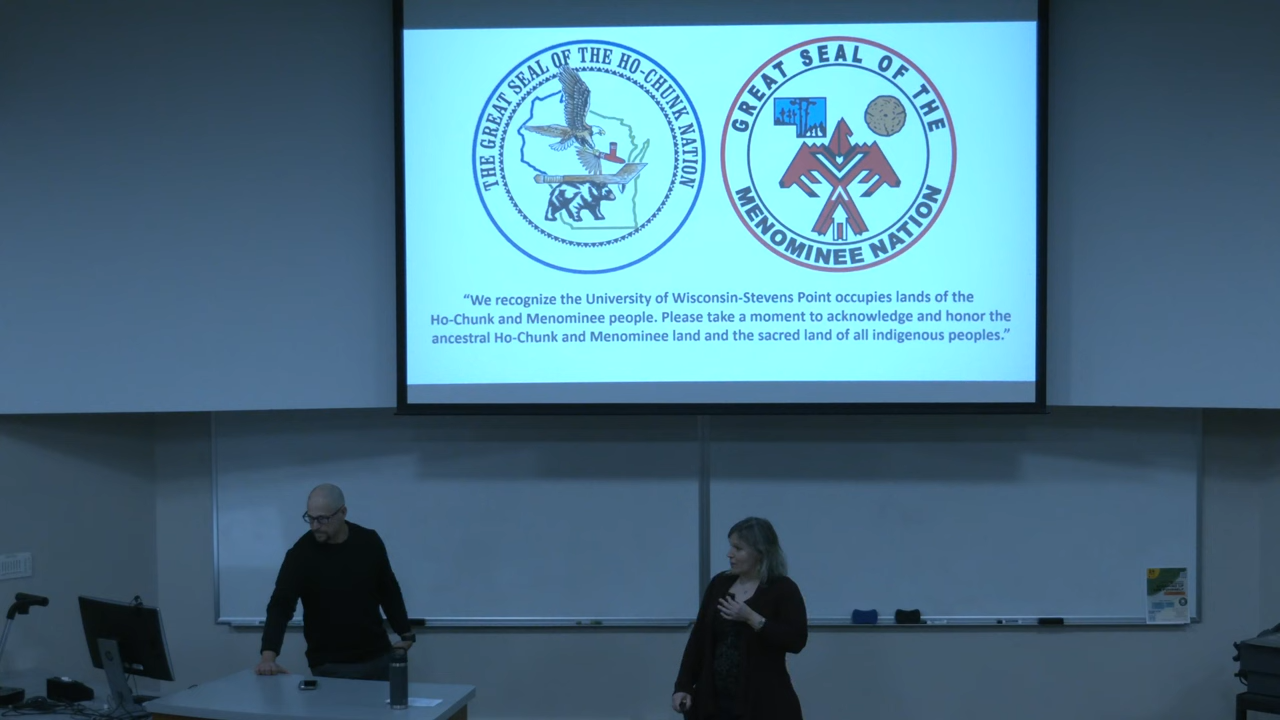 THE GREAT SEAL OF THE HO-CHUNK NATION
GREAT SEAL OF THE
MENOMINEE NATION
“We recognize the University of Wisconsin-Stevens Point occupies lands of the
Ho-Chunk and Menominee people. Please take a moment to acknowledge and honor the
ancestral Ho-Chunk and Menominee land and the sacred land of all indigenous peoples.”